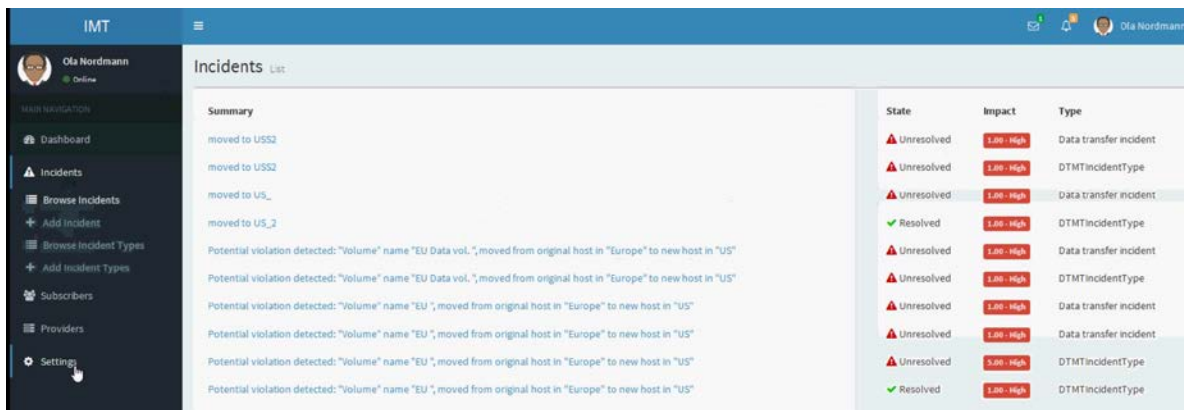 IMT
Ola Nordmann
Ola Nordmann
Online
Incidents List
MAIN NAVIGATION
Summary State Impact Type
Dashboard
moved to USS2 Unresolved 1.00 - High Data transfer incident
Incidents
moved to USS2 Unresolved 1.00 - High DTMTIncidentType
Browse Incidents
moved to US_ Unresolved 1.00 - High Data transfer incident
Add Incident
moved to US_2 Resolved 1.00 - High DTMTIncidentType
Browse Incident Types
Potential violation detected: "Volume" name "EU Data vol. ", moved from original host in "Europe" to new host in "US" Unresolved 1.00 - High Data transfer incident
Add Incident Types
Potential violation detected: "Volume" name "EU Data vol. ", moved from original host in "Europe" to new host in "US" Unresolved 1.00 - High DTMTIncidentType
Subscribers
Potential violation detected: "Volume" name "EU ", moved from original host in "Europe" to new host in "US" Unresolved 1.00 - High Data transfer incident
Providers
Potential violation detected: "Volume" name "EU ", moved from original host in "Europe" to new host in "US" Unresolved 1.00 - High Data transfer incident
Settings
Potential violation detected: "Volume" name "EU ", moved from original host in "Europe" to new host in "US" Unresolved 5.00 - High DTMTIncidentType
Potential violation detected: "Volume" name "EU ", moved from original host in "Europe" to new host in "US" Resolved 1.00 - High DTMTIncidentType